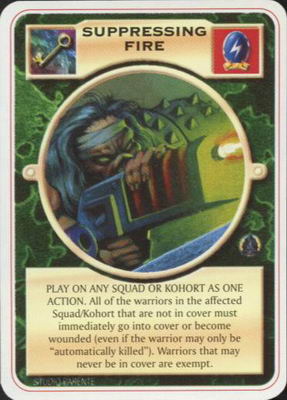 SUPPRESSING
FIRE
PLAY ON ANY SQUAD OR KOHORT AS ONE
ACTION. All of the warriors in the affected
Squad/Kohort that are not in cover must
immediately go into cover or become
wounded (even if the warrior may only be
"automatically killed"). Warriors that may
never be in cover are exempt.
STUDIO PARENTE